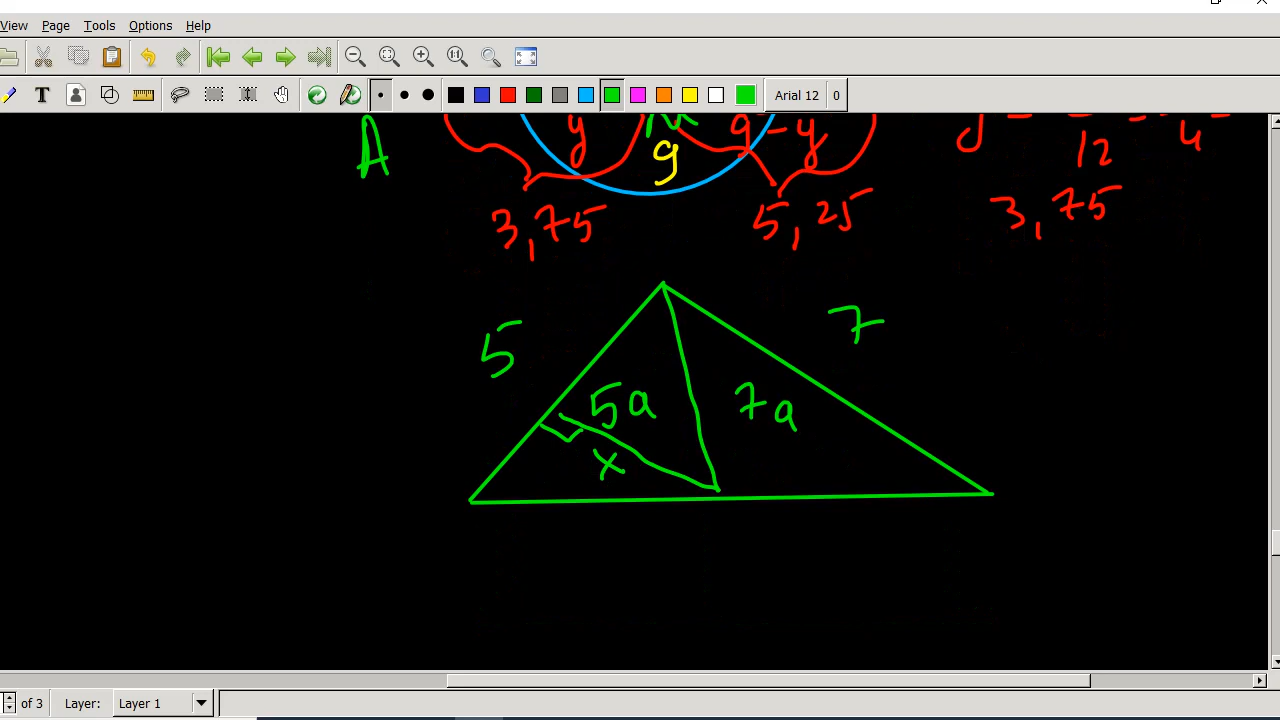 View Page Tools Options Help
Arial 12 0
A y 9 - y
9 12 4
3,75 5,25 3,75
5 7
5a 7a
x
of 3 Layer: Layer 1